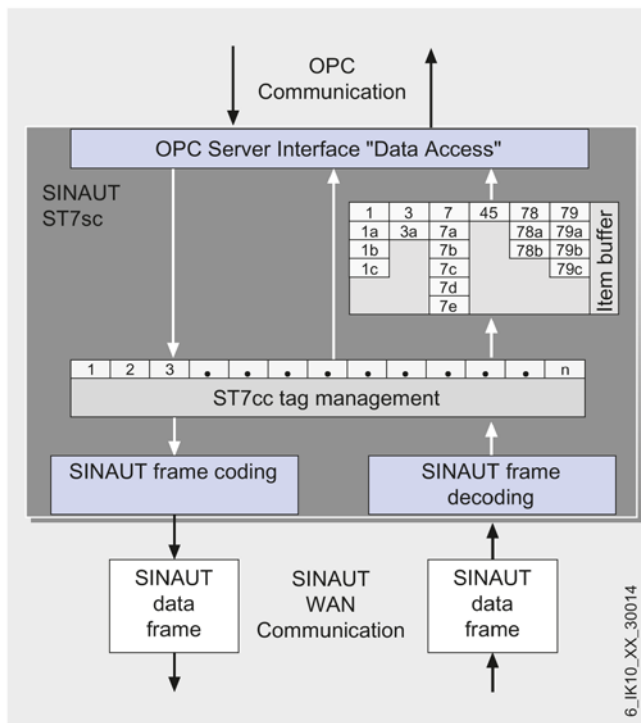 OPC
Communication
OPC Server Interface "Data Access"
SINAUT
ST7sc
1 3 7 45 78 79
1a 3a 7a 78a 79a
1b 7b 78b 79b
1c 7c 79c
7d
7e
Item buffer
1 2 3 . . . . . . . . . n
ST7cc tag management
SINAUT frame coding
SINAUT frame
decoding
SINAUT
data
frame
SINAUT
WAN
Communication
SINAUT
data
frame
6_IK10_XX_30014